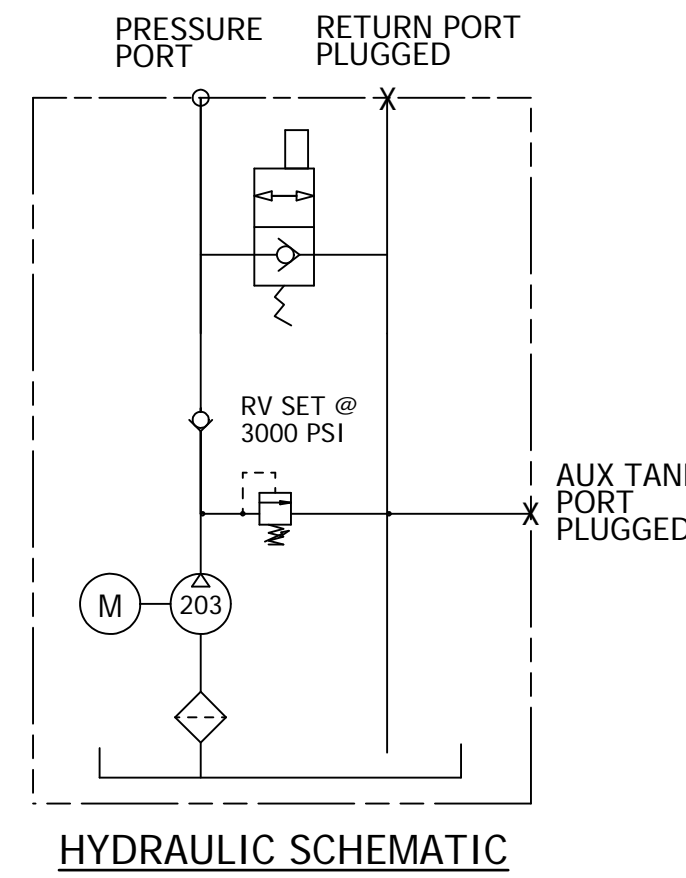 PRESSURE
PORT
RETURN PORT
PLUGGED
RV SET @
3000 PSI
AUX TAN
PORT
PLUGGED
M
203
HYDRAULIC SCHEMATIC